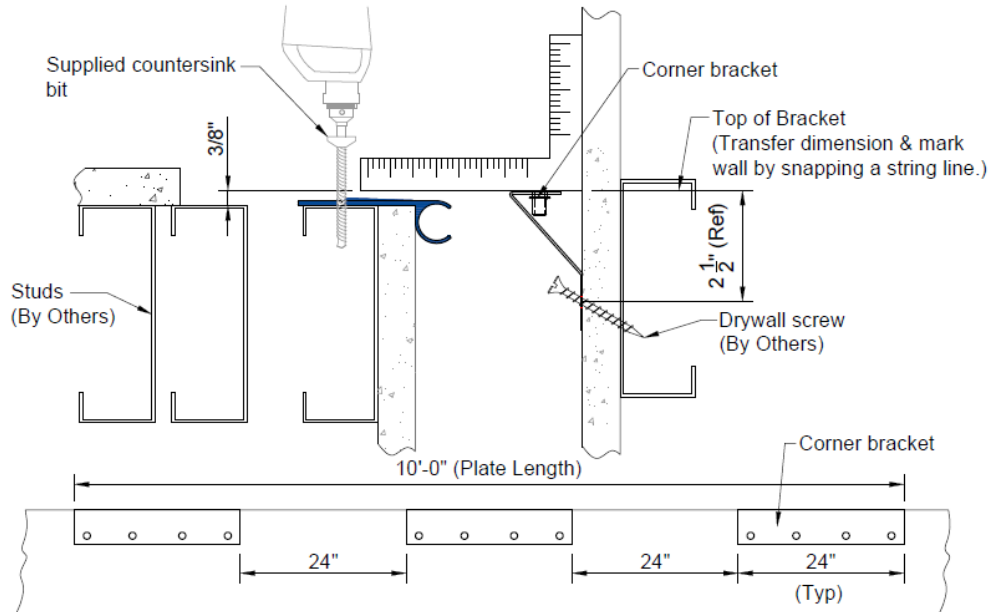 Supplied countersink
bit
3/8"
Corner bracket
Top of Bracket
(Transfer dimension & mark
wall by snapping a string line.)
2 1/2" (Ref)
Studs
(By Others)
Drywall screw
(By Others)
10'-0" (Plate Length)
Corner bracket
24"
24"
24"
(Typ)